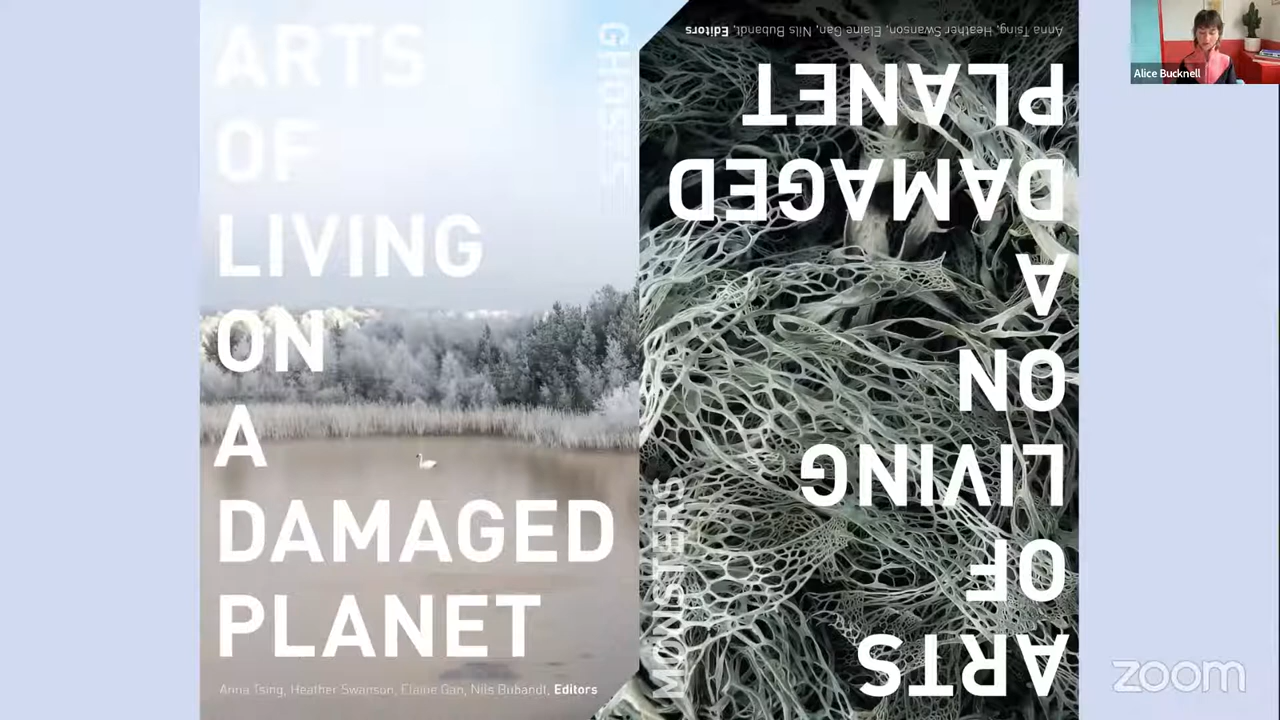 ARTS
OF
LIVING
ON
A
DAMAGED
PLANET
GHOSTS
Anna Tsing, Heather Swanson, Elaine Gan, Nils Bubandt, Editors
ARTS
OF
LIVING
ON A
DAMAGED
PLANET
MONSTERS
Anna Tsing, Heather Swanson, Elaine Gan, Nils Bubandt, Editors
Alice Bucknell
zoom